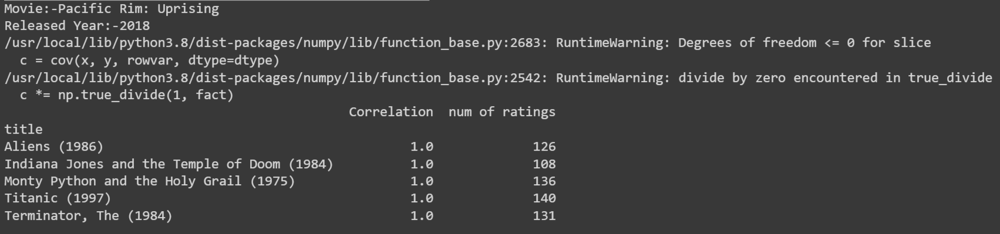 Movie:-Pacific Rim: Uprising
Released Year:-2018
/usr/local/lib/python3.8/dist-packages/numpy/lib/function_base.py:2683: RuntimeWarning: Degrees of freedom <= 0 for slice
  c = cov(x, y, rowvar, dtype=dtype)
/usr/local/lib/python3.8/dist-packages/numpy/lib/function_base.py:2542: RuntimeWarning: divide by zero encountered in true_divide
  c *= np.true_divide(1, fact)
                                             Correlation  num of ratings
title
Aliens (1986)                                        1.0             126
Indiana Jones and the Temple of Doom (1984)          1.0             108
Monty Python and the Holy Grail (1975)               1.0             136
Titanic (1997)                                       1.0             140
Terminator, The (1984)                               1.0             131